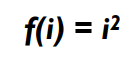 f(i) = i²